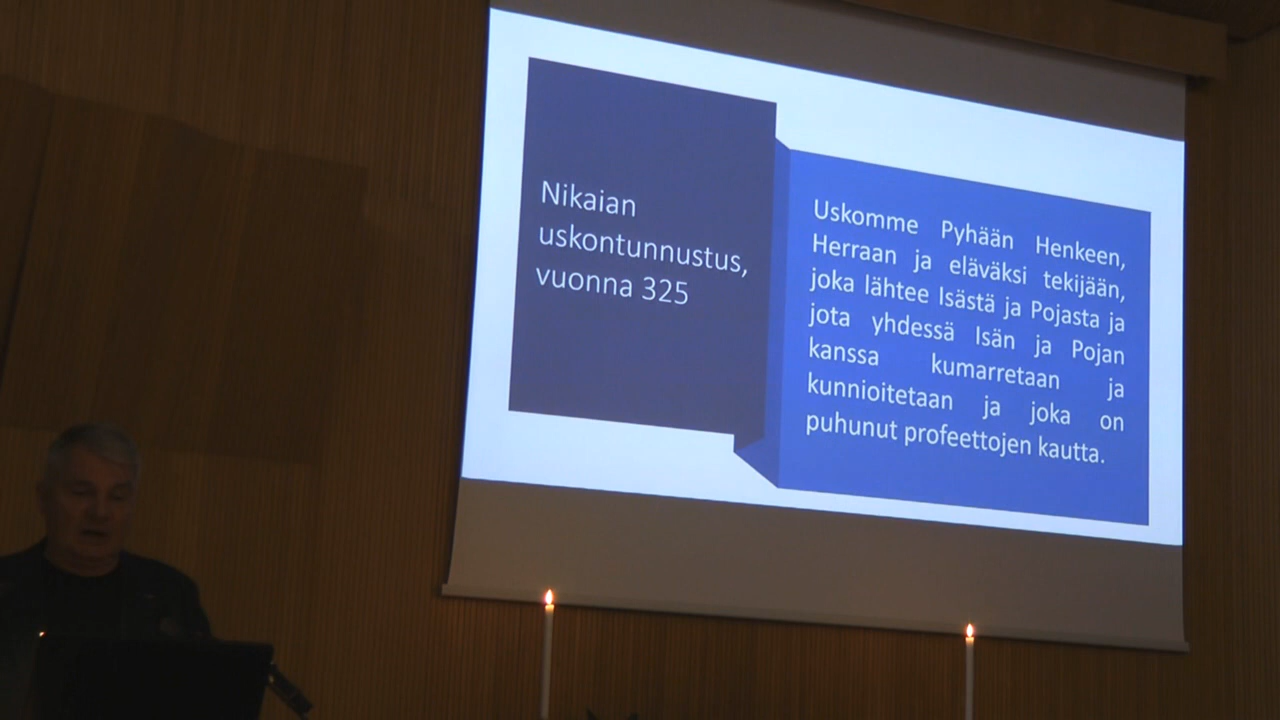 Nikaian
uskontunnustus,
vuonna 325
Uskomme Pyhään Henkeen,
Herraan ja eläväksi tekijään,
joka lähtee Isästä ja Pojasta ja
jota yhdessä Isän ja Pojan
kanssa kumarretaan ja
kunnioitetaan ja joka on
puhunut profeettojen kautta.